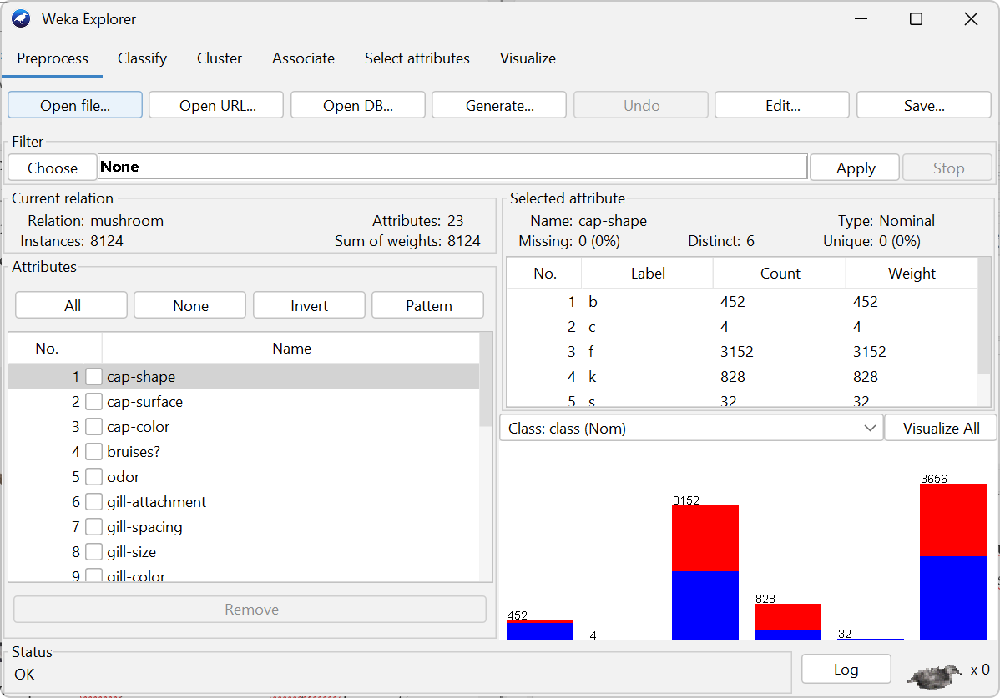 Weka Explorer
Preprocess Classify Cluster Associate Select attributes Visualize
Open file... Open URL... Open DB... Generate... Undo Edit... Save...
Filter
Choose None Apply Stop
Current relation
Relation: mushroom Attributes: 23
Instances: 8124 Sum of weights: 8124
Attributes
All None Invert Pattern
No. Name
1 cap-shape
2 cap-surface
3 cap-color
4 bruises?
5 odor
6 gill-attachment
7 gill-spacing
8 gill-size
9 gill-color
Remove
Selected attribute
Name: cap-shape Type: Nominal
Missing: 0 (0%) Distinct: 6 Unique: 0 (0%)
No. Label Count Weight
1 b 452 452
2 c 4 4
3 f 3152 3152
4 k 828 828
5 s 32 32
Class: class (Nom) Visualize All
452 4 3152 828 32 3656
Status
OK
Log x 0